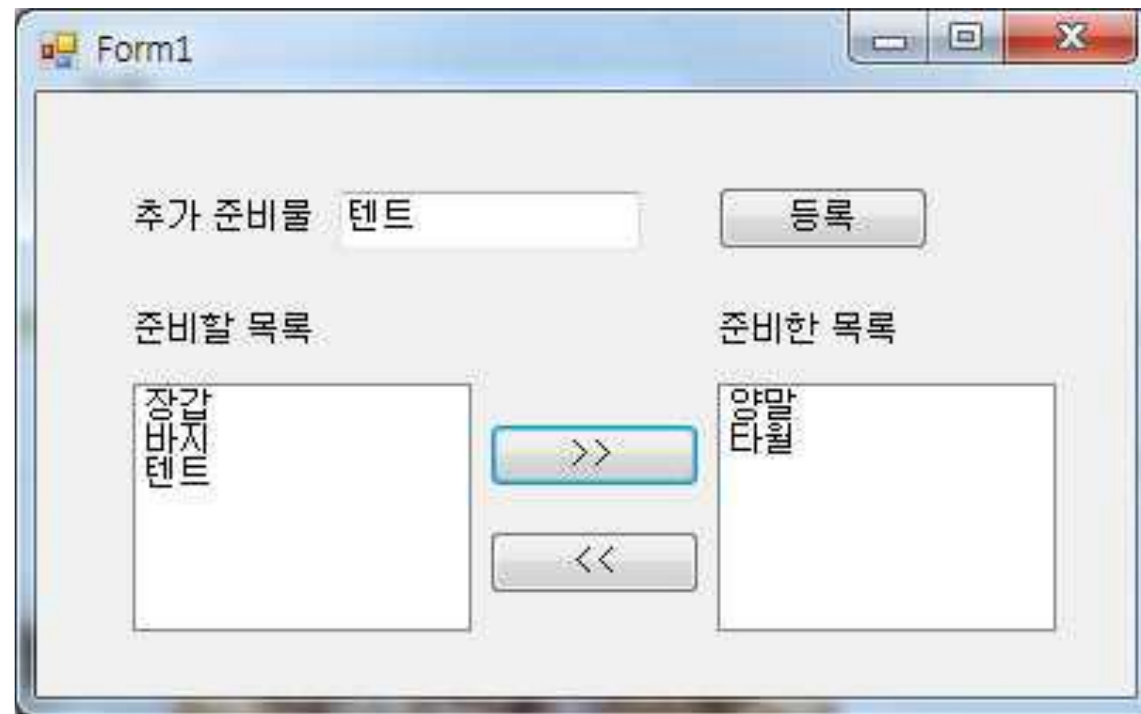 Form1
추가 준비물 텐트 등록
준비할 목록 준비한 목록
장갑
바지
텐트
>>
<<
양말
타월